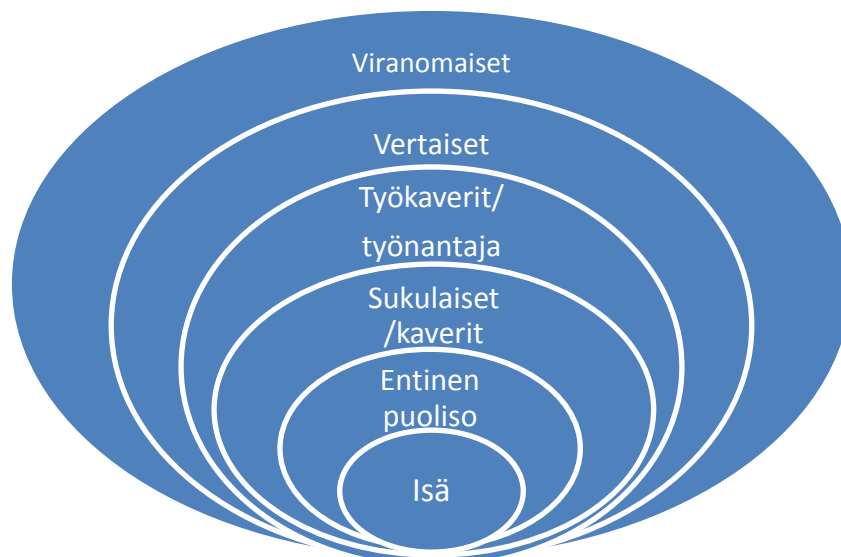 Viranomaiset
Vertaiset
Työkaverit/
työnantaja
Sukulaiset
/kaverit
Entinen
puoliso
Isä